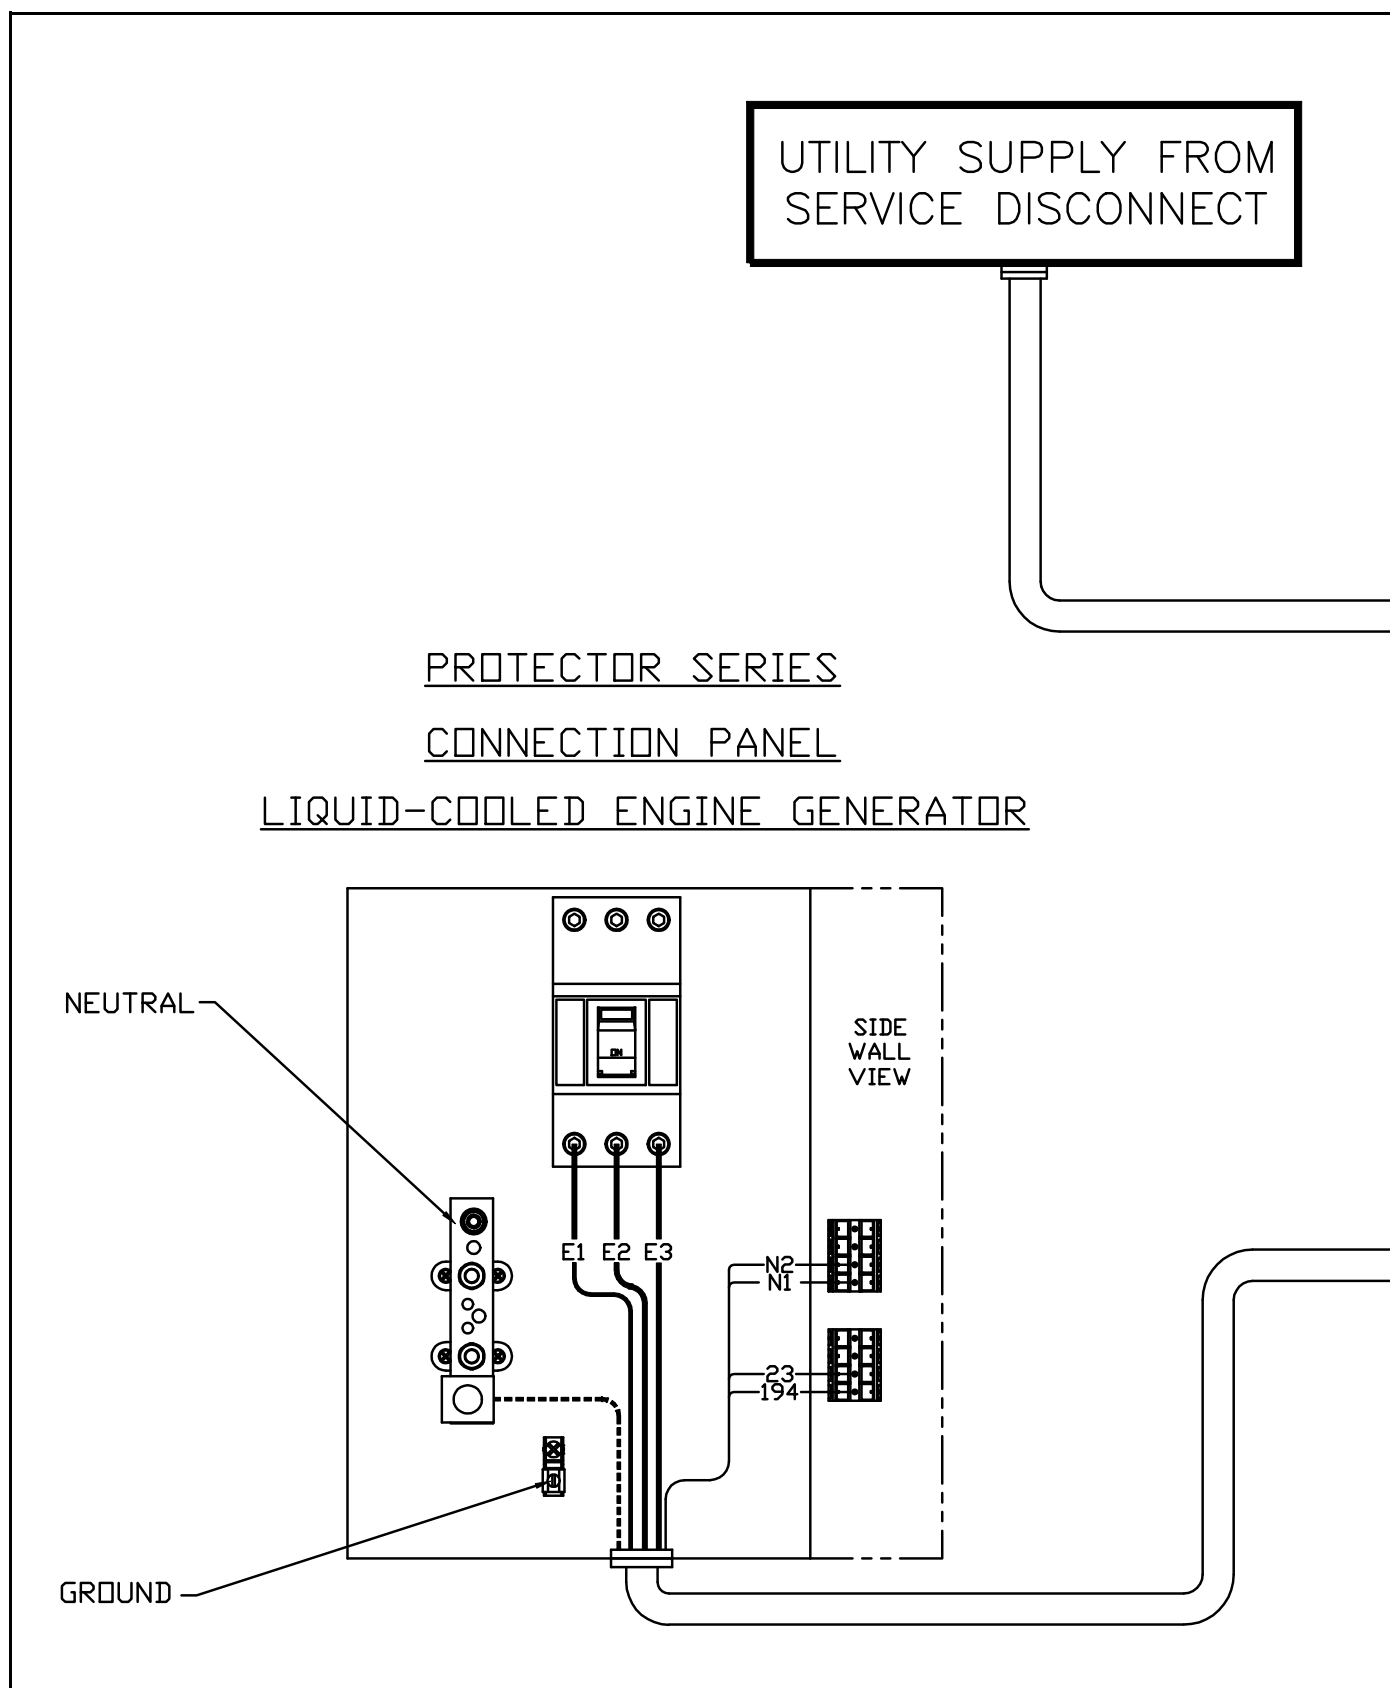 UTILITY SUPPLY FROM
SERVICE DISCONNECT
PROTECTOR SERIES
CONNECTION PANEL
LIQUID-COOLED ENGINE GENERATOR
NEUTRAL
SIDE
WALL
VIEW
ON
E1 E2 E3
N2
N1
23
194
GROUND